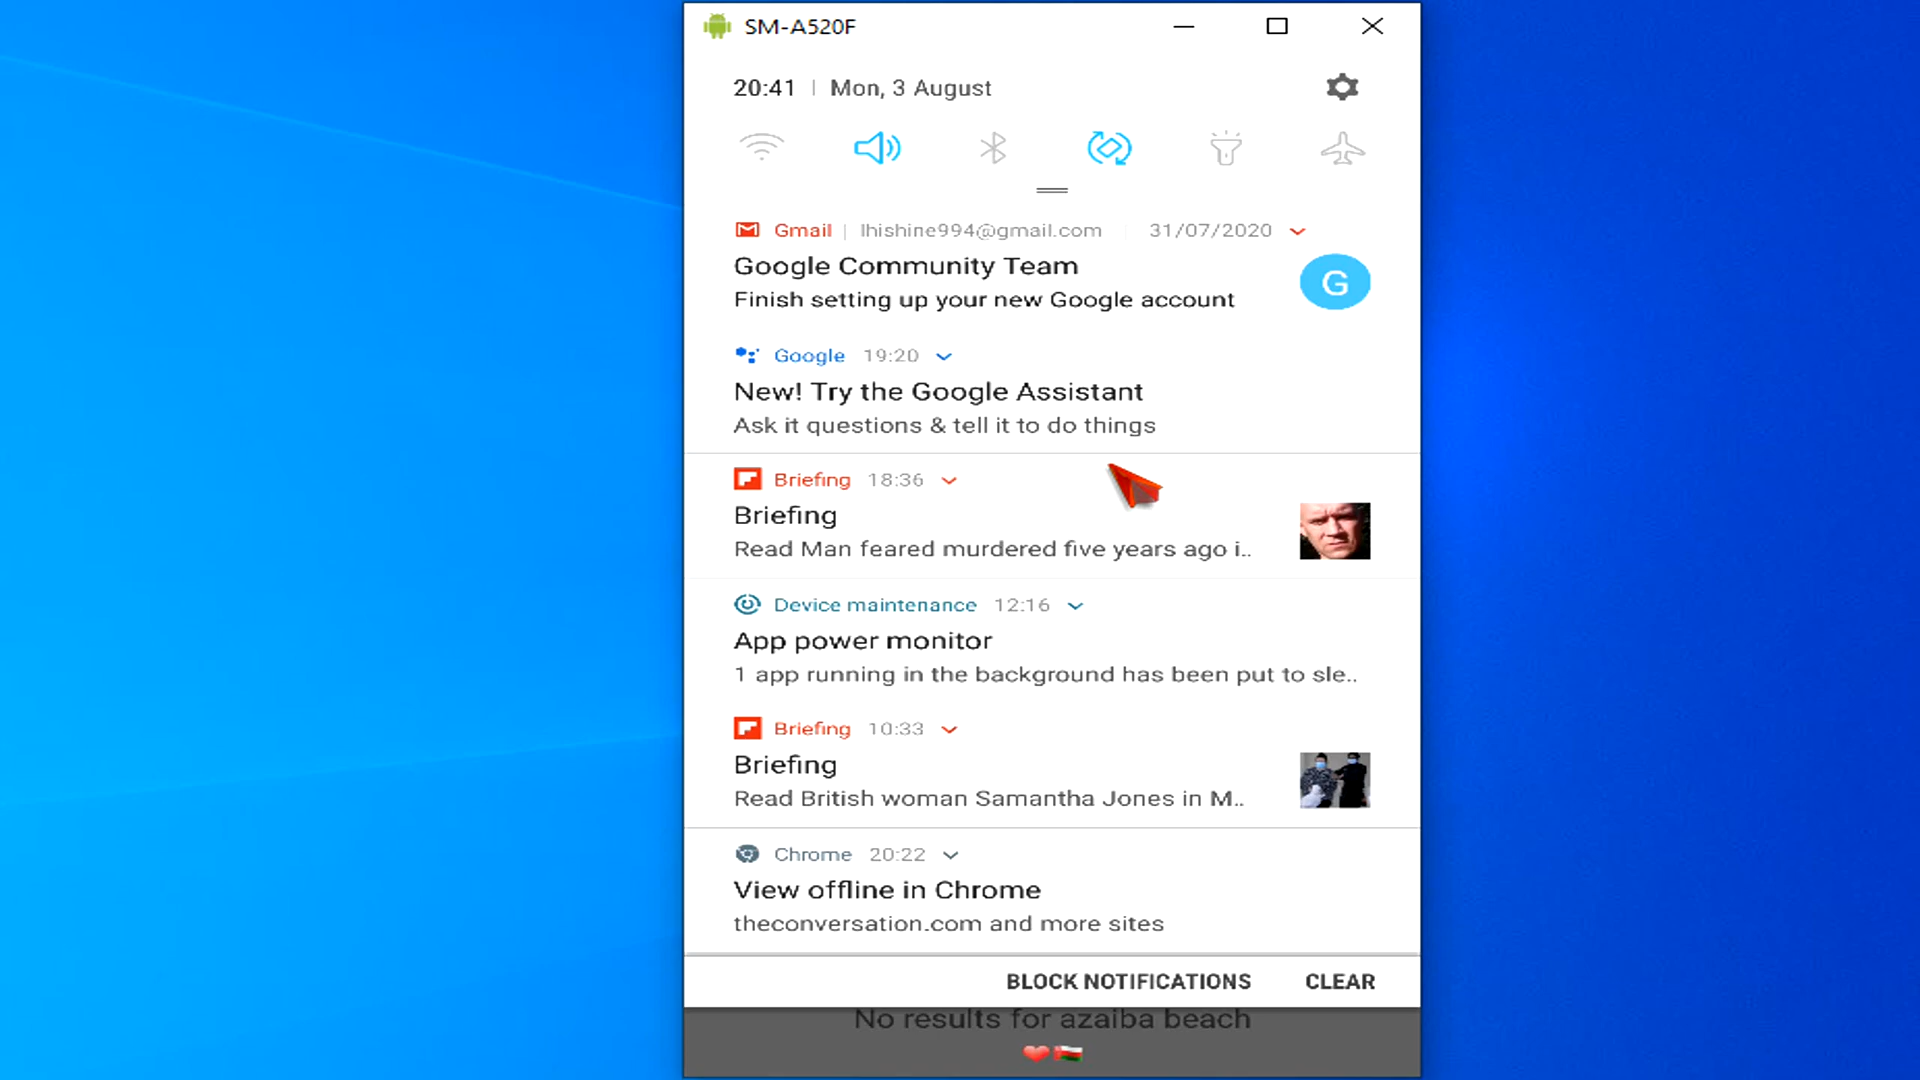 SM-A520F
20:41 | Mon, 3 August
Gmail | lhishine994@gmail.com 31/07/2020
Google Community Team
G
Finish setting up your new Google account
Google 19:20
New! Try the Google Assistant
Ask it questions & tell it to do things
Briefing 18:36
Briefing
Read Man feared murdered five years ago i..
Device maintenance 12:16
App power monitor
1 app running in the background has been put to sle..
Briefing 10:33
Briefing
Read British woman Samantha Jones in M..
Chrome 20:22
View offline in Chrome
theconversation.com and more sites
BLOCK NOTIFICATIONS CLEAR
No results for azaiba beach
❤️🇴🇲